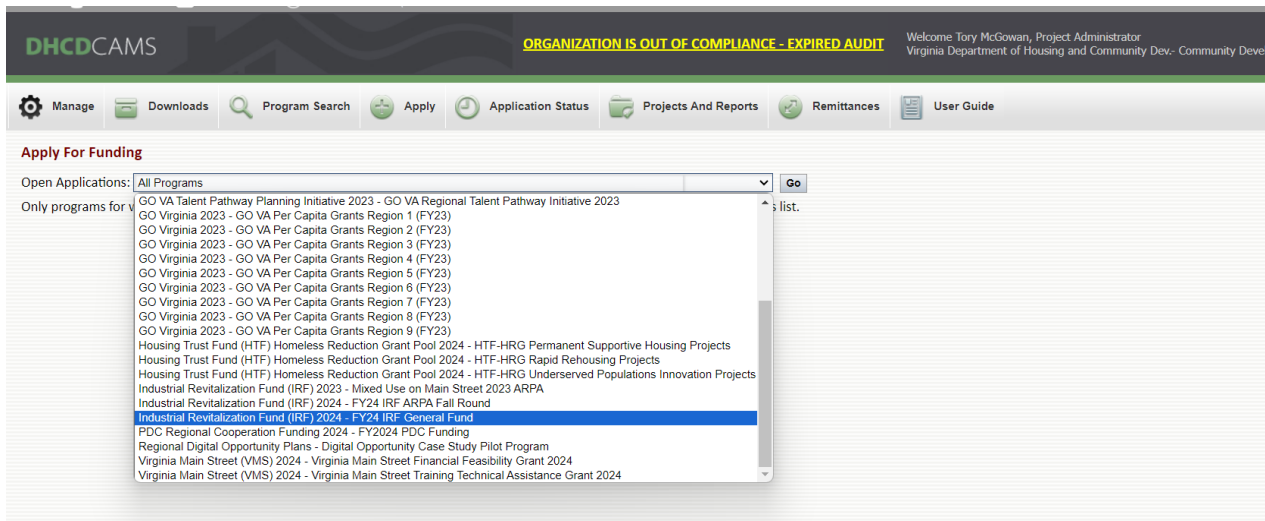 DHCDCAMS
ORGANIZATION IS OUT OF COMPLIANCE - EXPIRED AUDIT
Welcome Tory McGowan, Project Administrator
Virginia Department of Housing and Community Dev.- Community Deve
Manage
Downloads
Program Search
Apply
Application Status
Projects And Reports
Remittances
User Guide
Apply For Funding
Open Applications: All Programs Go
Only programs for s list.
GO VA Talent Pathway Planning Initiative 2023 - GO VA Regional Talent Pathway Initiative 2023
GO Virginia 2023 - GO VA Per Capita Grants Region 1 (FY23)
GO Virginia 2023 - GO VA Per Capita Grants Region 2 (FY23)
GO Virginia 2023 - GO VA Per Capita Grants Region 3 (FY23)
GO Virginia 2023 - GO VA Per Capita Grants Region 4 (FY23)
GO Virginia 2023 - GO VA Per Capita Grants Region 5 (FY23)
GO Virginia 2023 - GO VA Per Capita Grants Region 6 (FY23)
GO Virginia 2023 - GO VA Per Capita Grants Region 7 (FY23)
GO Virginia 2023 - GO VA Per Capita Grants Region 8 (FY23)
GO Virginia 2023 - GO VA Per Capita Grants Region 9 (FY23)
Housing Trust Fund (HTF) Homeless Reduction Grant Pool 2024 - HTF-HRG Permanent Supportive Housing Projects
Housing Trust Fund (HTF) Homeless Reduction Grant Pool 2024 - HTF-HRG Rapid Rehousing Projects
Housing Trust Fund (HTF) Homeless Reduction Grant Pool 2024 - HTF-HRG Underserved Populations Innovation Projects
Industrial Revitalization Fund (IRF) 2023 - Mixed Use on Main Street 2023 ARPA
Industrial Revitalization Fund (IRF) 2024 - FY24 IRF ARPA Fall Round
Industrial Revitalization Fund (IRF) 2024 - FY24 IRF General Fund
PDC Regional Cooperation Funding 2024 - FY2024 PDC Funding
Regional Digital Opportunity Plans - Digital Opportunity Case Study Pilot Program
Virginia Main Street (VMS) 2024 - Virginia Main Street Financial Feasibility Grant 2024
Virginia Main Street (VMS) 2024 - Virginia Main Street Training Technical Assistance Grant 2024